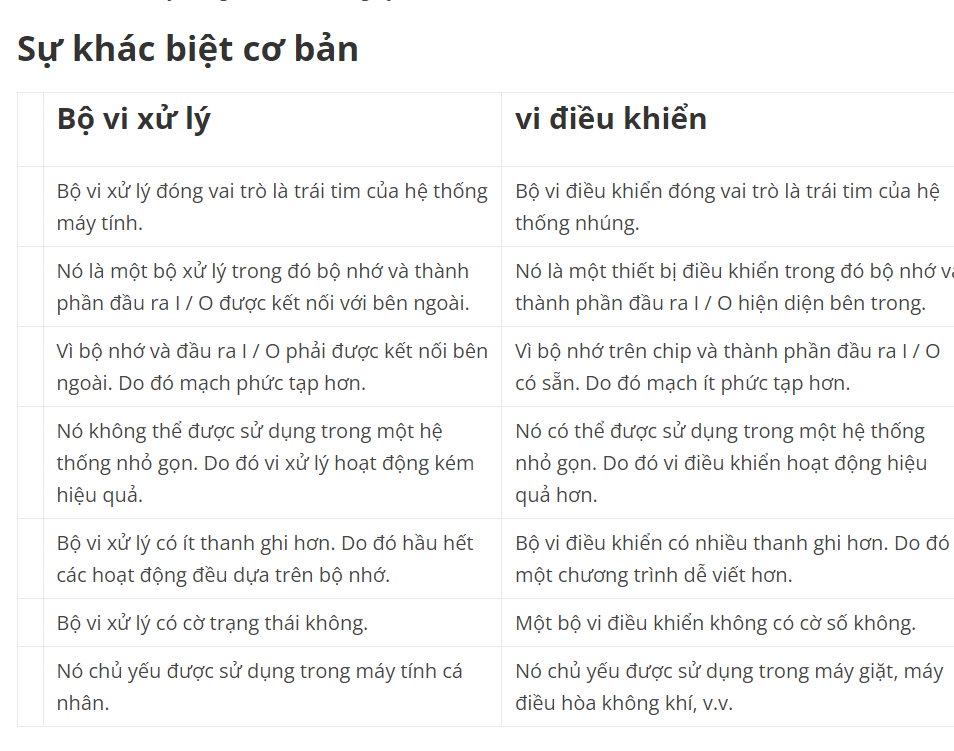 Sự khác biệt cơ bản
Bộ vi xử lý
vi điều khiển
Bộ vi xử lý đóng vai trò là trái tim của hệ thống
máy tính.
Bộ vi điều khiển đóng vai trò là trái tim của hệ
thống nhúng.
Nó là một bộ xử lý trong đó bộ nhớ và thành
phần đầu ra I / O được kết nối với bên ngoài.
Nó là một thiết bị điều khiển trong đó bộ nhớ và
thành phần đầu ra I / O hiện diện bên trong.
Vì bộ nhớ và đầu ra I / O phải được kết nối bên
ngoài. Do đó mạch phức tạp hơn.
Vì bộ nhớ trên chip và thành phần đầu ra I / O
có sẵn. Do đó mạch ít phức tạp hơn.
Nó không thể được sử dụng trong một hệ
thống nhỏ gọn. Do đó vi xử lý hoạt động kém
hiệu quả.
Nó có thể được sử dụng trong một hệ thống
nhỏ gọn. Do đó vi điều khiển hoạt động hiệu
quả hơn.
Bộ vi xử lý có ít thanh ghi hơn. Do đó hầu hết
các hoạt động đều dựa trên bộ nhớ.
Bộ vi điều khiển có nhiều thanh ghi hơn. Do đó
một chương trình dễ viết hơn.
Bộ vi xử lý có cờ trạng thái không.
Một bộ vi điều khiển không có cờ số không.
Nó chủ yếu được sử dụng trong máy tính cá
nhân.
Nó chủ yếu được sử dụng trong máy giặt, máy
điều hòa không khí, v.v.